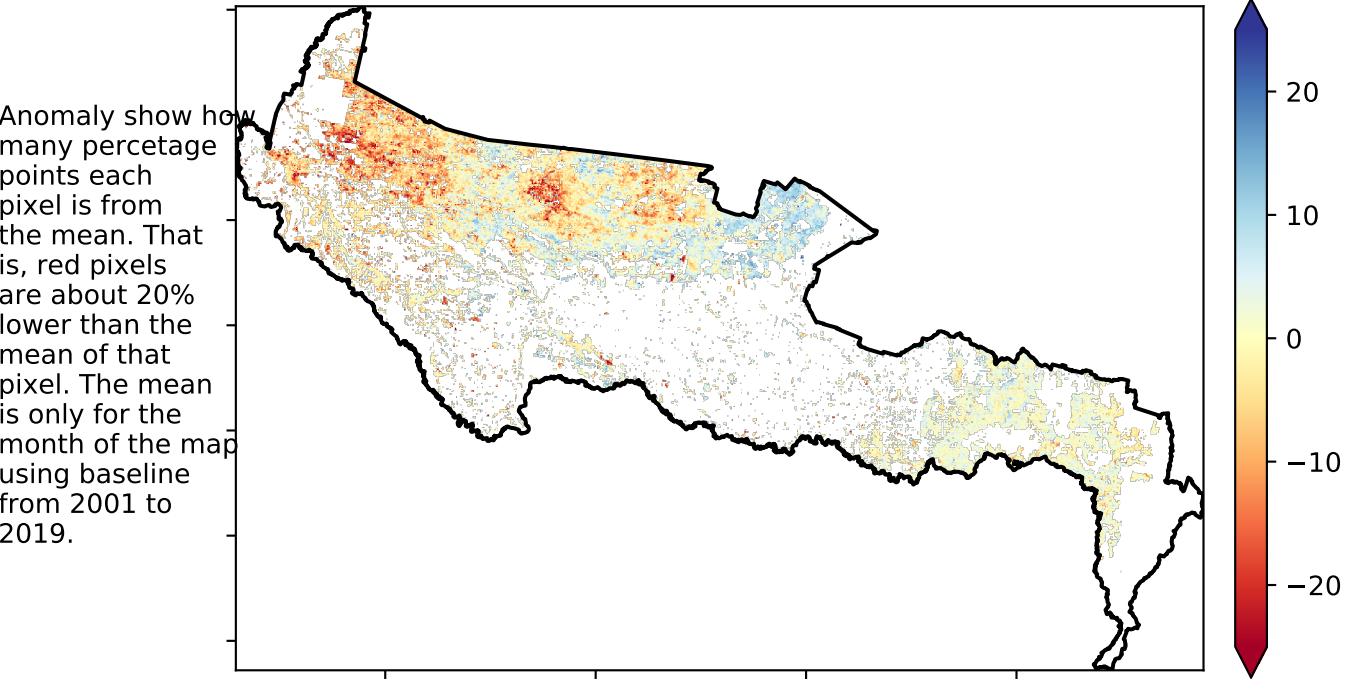 Anomaly show how
many percetage
points each
pixel is from
the mean. That
is, red pixels
are about 20%
lower than the
mean of that
pixel. The mean
is only for the
month of the map
using baseline
from 2001 to
2019.
20
10
0
−10
−20